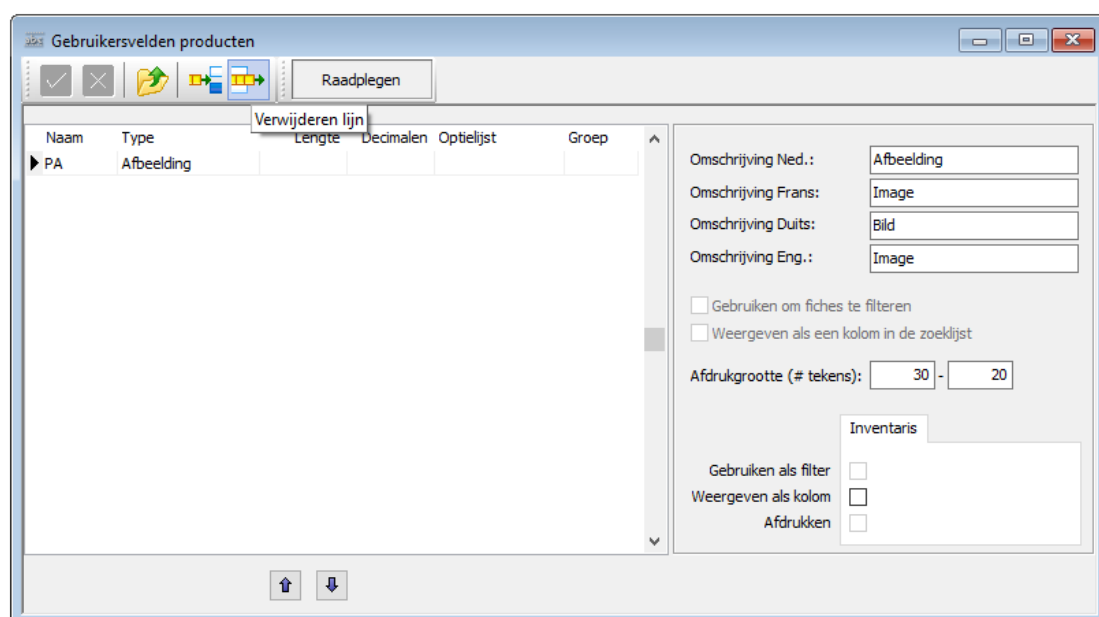 Gebruikersvelden producten
Raadplegen
Verwijderen lijn
Naam Type Lengte Decimalen Optielijst Groep
PA Afbeelding
Omschrijving Ned.: Afbeelding
Omschrijving Frans: Image
Omschrijving Duits: Bild
Omschrijving Eng.: Image
Gebruiken om fiches te filteren
Weergeven als een kolom in de zoeklijst
Afdrukgrootte (# tekens): 30 - 20
Inventaris
Gebruiken als filter
Weergeven als kolom
Afdrukken